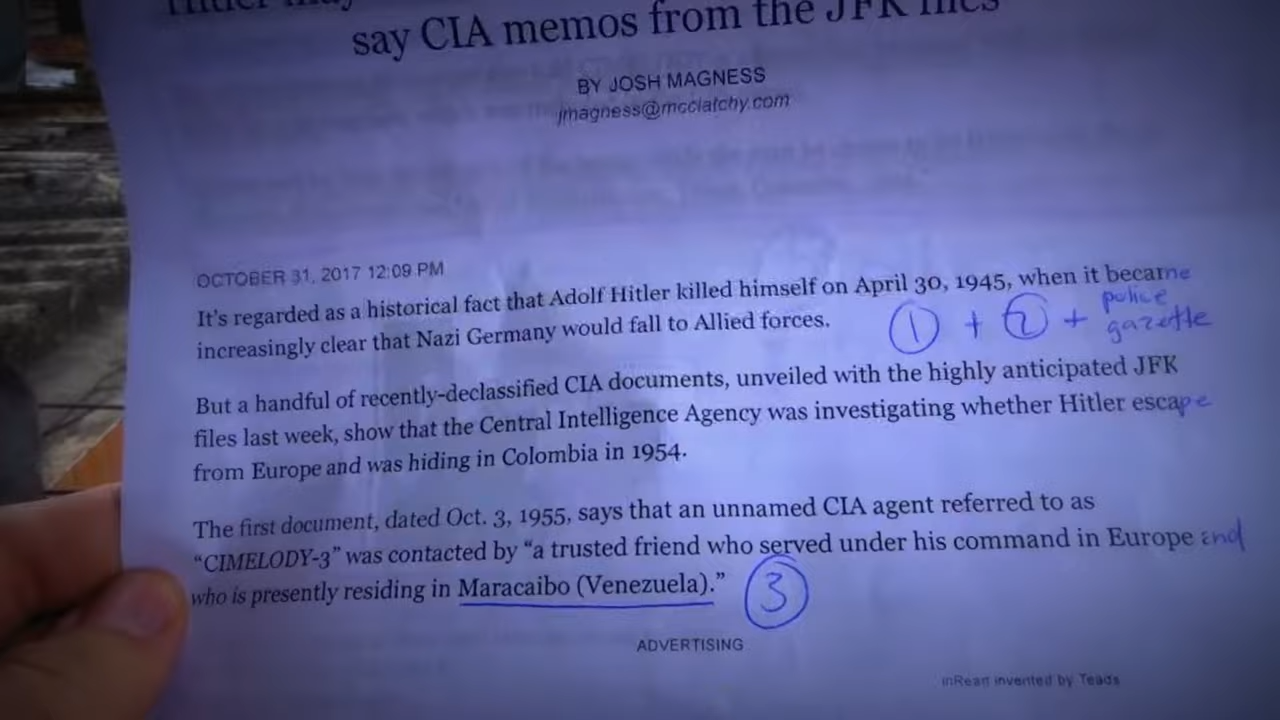 Hitler may
say CIA memos from the JFK files
BY JOSH MAGNESS
jmagness@mcclatchy.com
OCTOBER 31, 2017 12:09 PM
It's regarded as a historical fact that Adolf Hitler killed himself on April 30, 1945, when it became
increasingly clear that Nazi Germany would fall to Allied forces.
1 + 2 + police
gazette
But a handful of recently-declassified CIA documents, unveiled with the highly anticipated JFK
files last week, show that the Central Intelligence Agency was investigating whether Hitler escape
from Europe and was hiding in Colombia in 1954.
The first document, dated Oct. 3, 1955, says that an unnamed CIA agent referred to as
“CIMELODY-3” was contacted by “a trusted friend who served under his command in Europe and
who is presently residing in Maracaibo (Venezuela).” 3
ADVERTISING
inRead invented by Teads